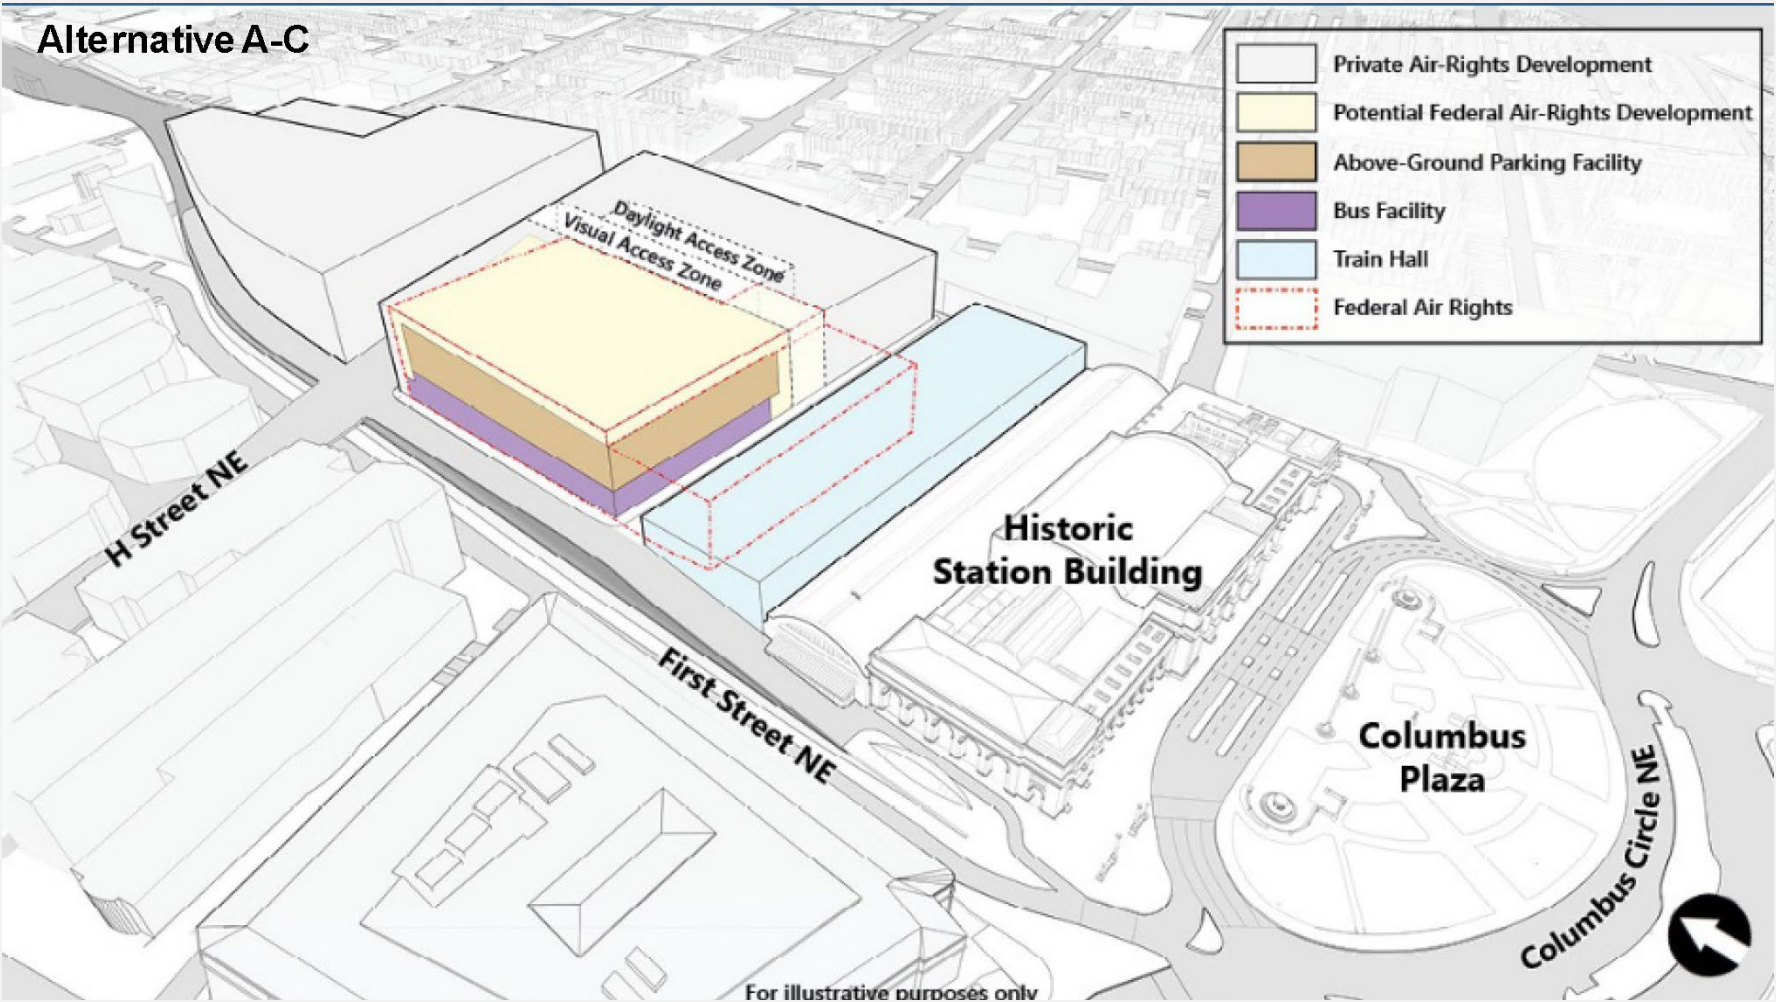 Alternative A-C
Private Air-Rights Development
Potential Federal Air-Rights Development
Above-Ground Parking Facility
Bus Facility
Train Hall
Federal Air Rights
Daylight Access Zone
Visual Access Zone
H Street NE
Historic
Station Building
First Street NE
Columbus
Plaza
Columbus Circle NE
For illustrative purposes only